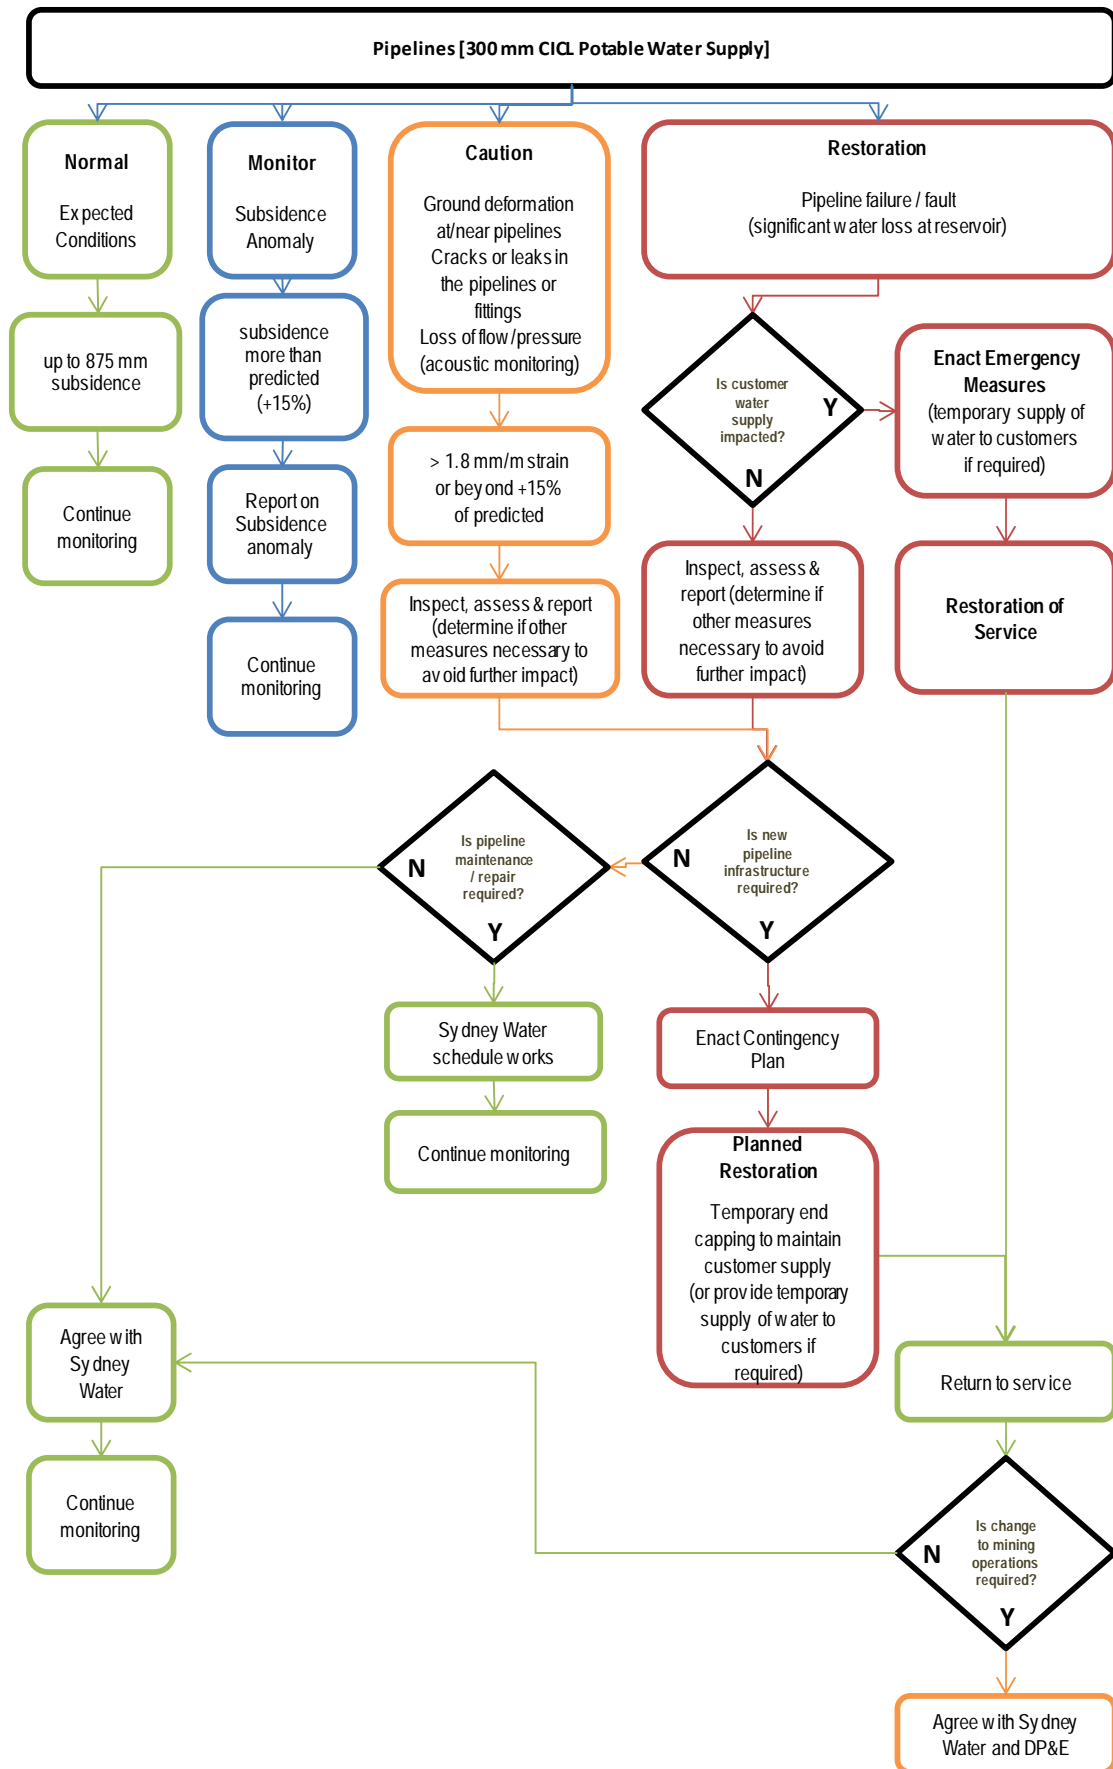 Pipelines [300 mm CICL Potable Water Supply]
Normal
Expected
Conditions
up to 875 mm
subsidence
Continue
monitoring
Monitor
Subsidence
Anomaly
subsidence
more than
predicted
(+15%)
Report on
Subsidence
anomaly
Continue
monitoring
Caution
Ground deformation
at/near pipelines
Cracks or leaks in
the pipelines or
fittings
Loss of flow/pressure
(acoustic monitoring)
> 1.8 mm/m strain
or beyond +15%
of predicted
Inspect, assess & report
(determine if other
measures necessary to
avoid further impact)
Restoration
Pipeline failure / fault
(significant water loss at reservoir)
Is customer
water
supply
impacted?
Y
N
Enact Emergency
Measures
(temporary supply of
water to customers
if required)
Inspect, assess &
report (determine if
other measures
necessary to avoid
further impact)
Restoration of
Service
Is new
pipeline
infrastructure
required?
N
Y
Is pipeline
maintenance
/ repair
required?
N
Y
Sydney Water
schedule works
Continue monitoring
Enact Contingency
Plan
Planned
Restoration
Temporary end
capping to maintain
customer supply
(or provide temporary
supply of water to
customers if
required)
Agree with
Sydney
Water
Continue
monitoring
Return to service
Is change
to mining
operations
required?
N
Y
Agree with Sydney
Water and DP&E